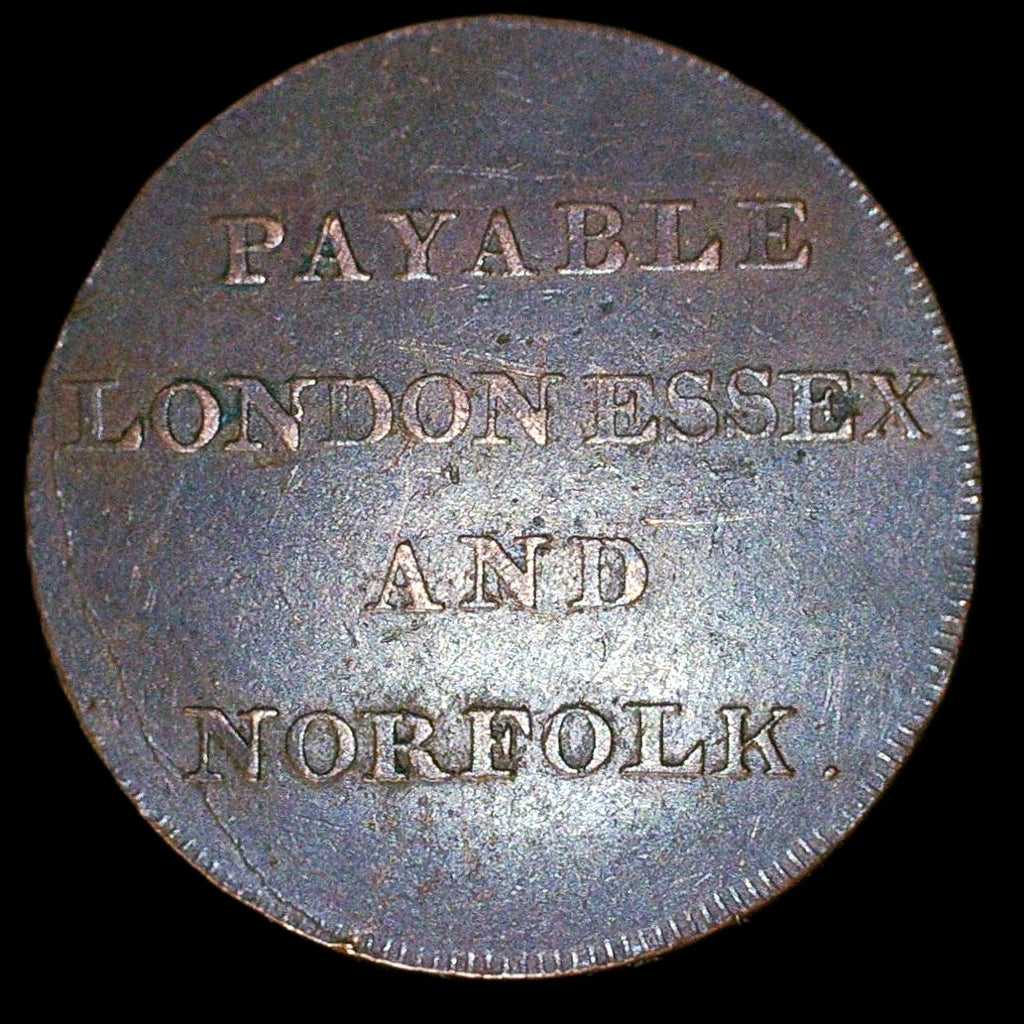 PAYABLE
LONDON ESSEX
AND
NORFOLK.